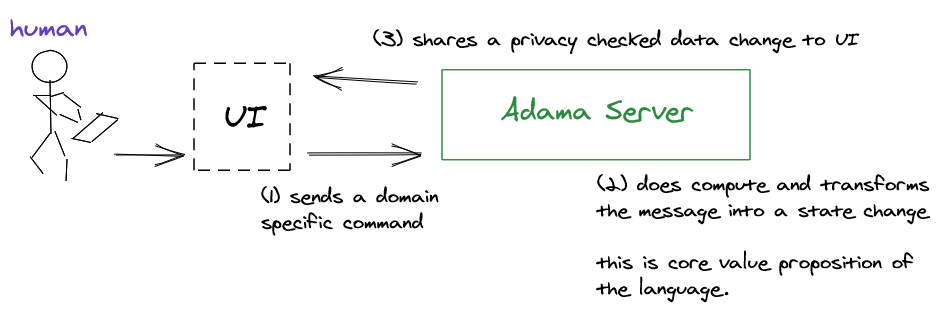 human
(3) shares a privacy checked data change to UI
UI
Adama Server
(1) sends a domain
specific command
(2) does compute and transforms
the message into a state change
this is core value proposition of
the language.